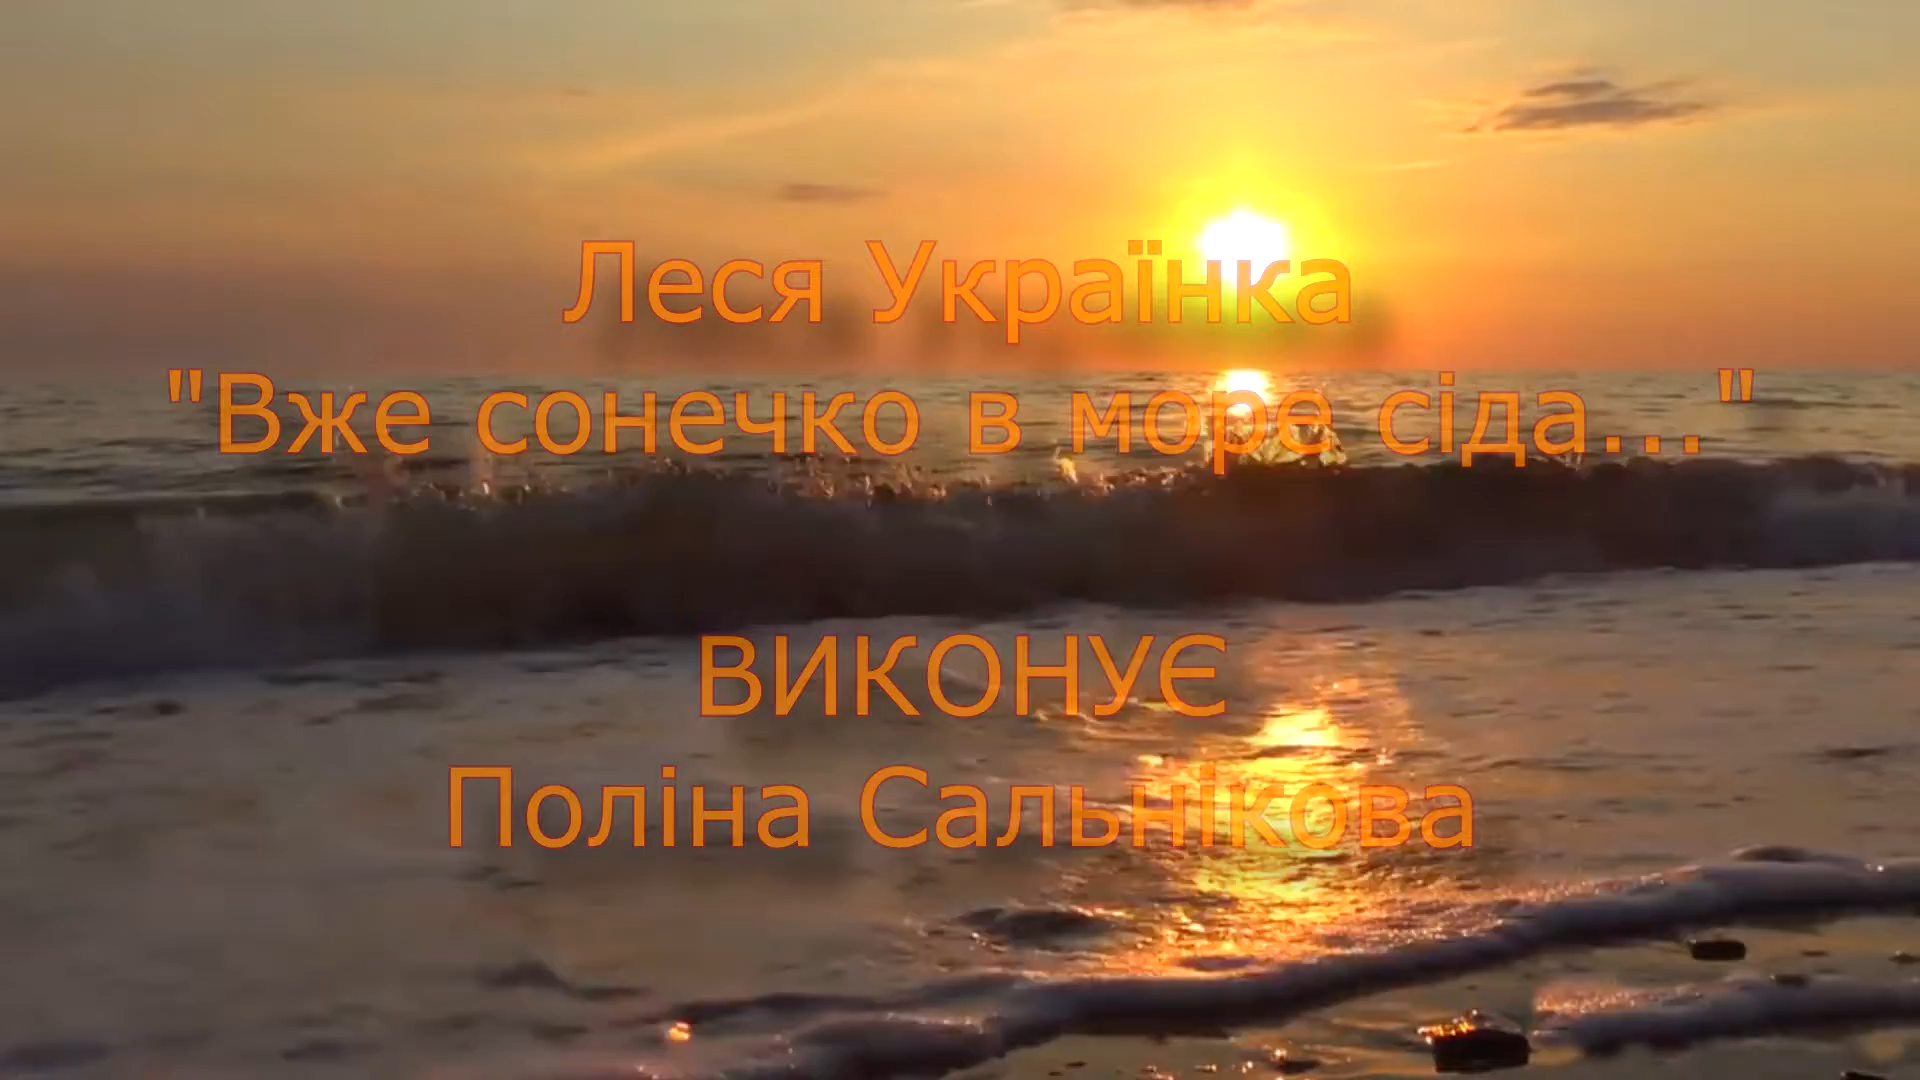 Леся Українка
"Вже сонечко в море сіда..."
ВИКОНУЄ
Поліна Сальнікова